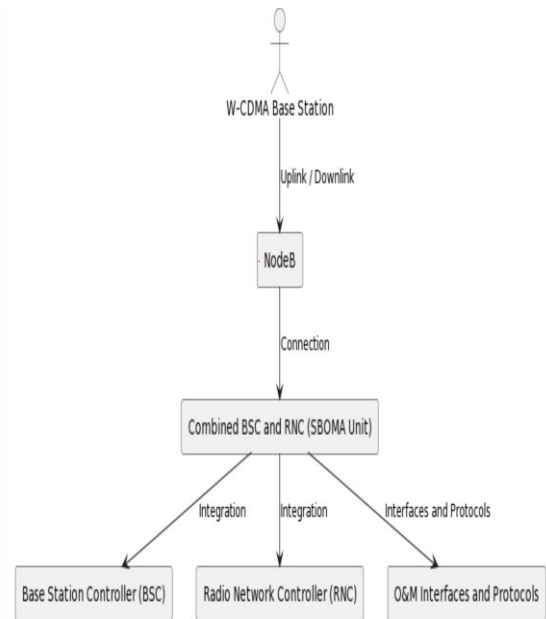 W-CDMA Base Station
Uplink / Downlink
NodeB
Connection
Combined BSC and RNC (SBOMA Unit)
Integration
Integration
Interfaces and Protocols
Base Station Controller (BSC)
Radio Network Controller (RNC)
O&M Interfaces and Protocols